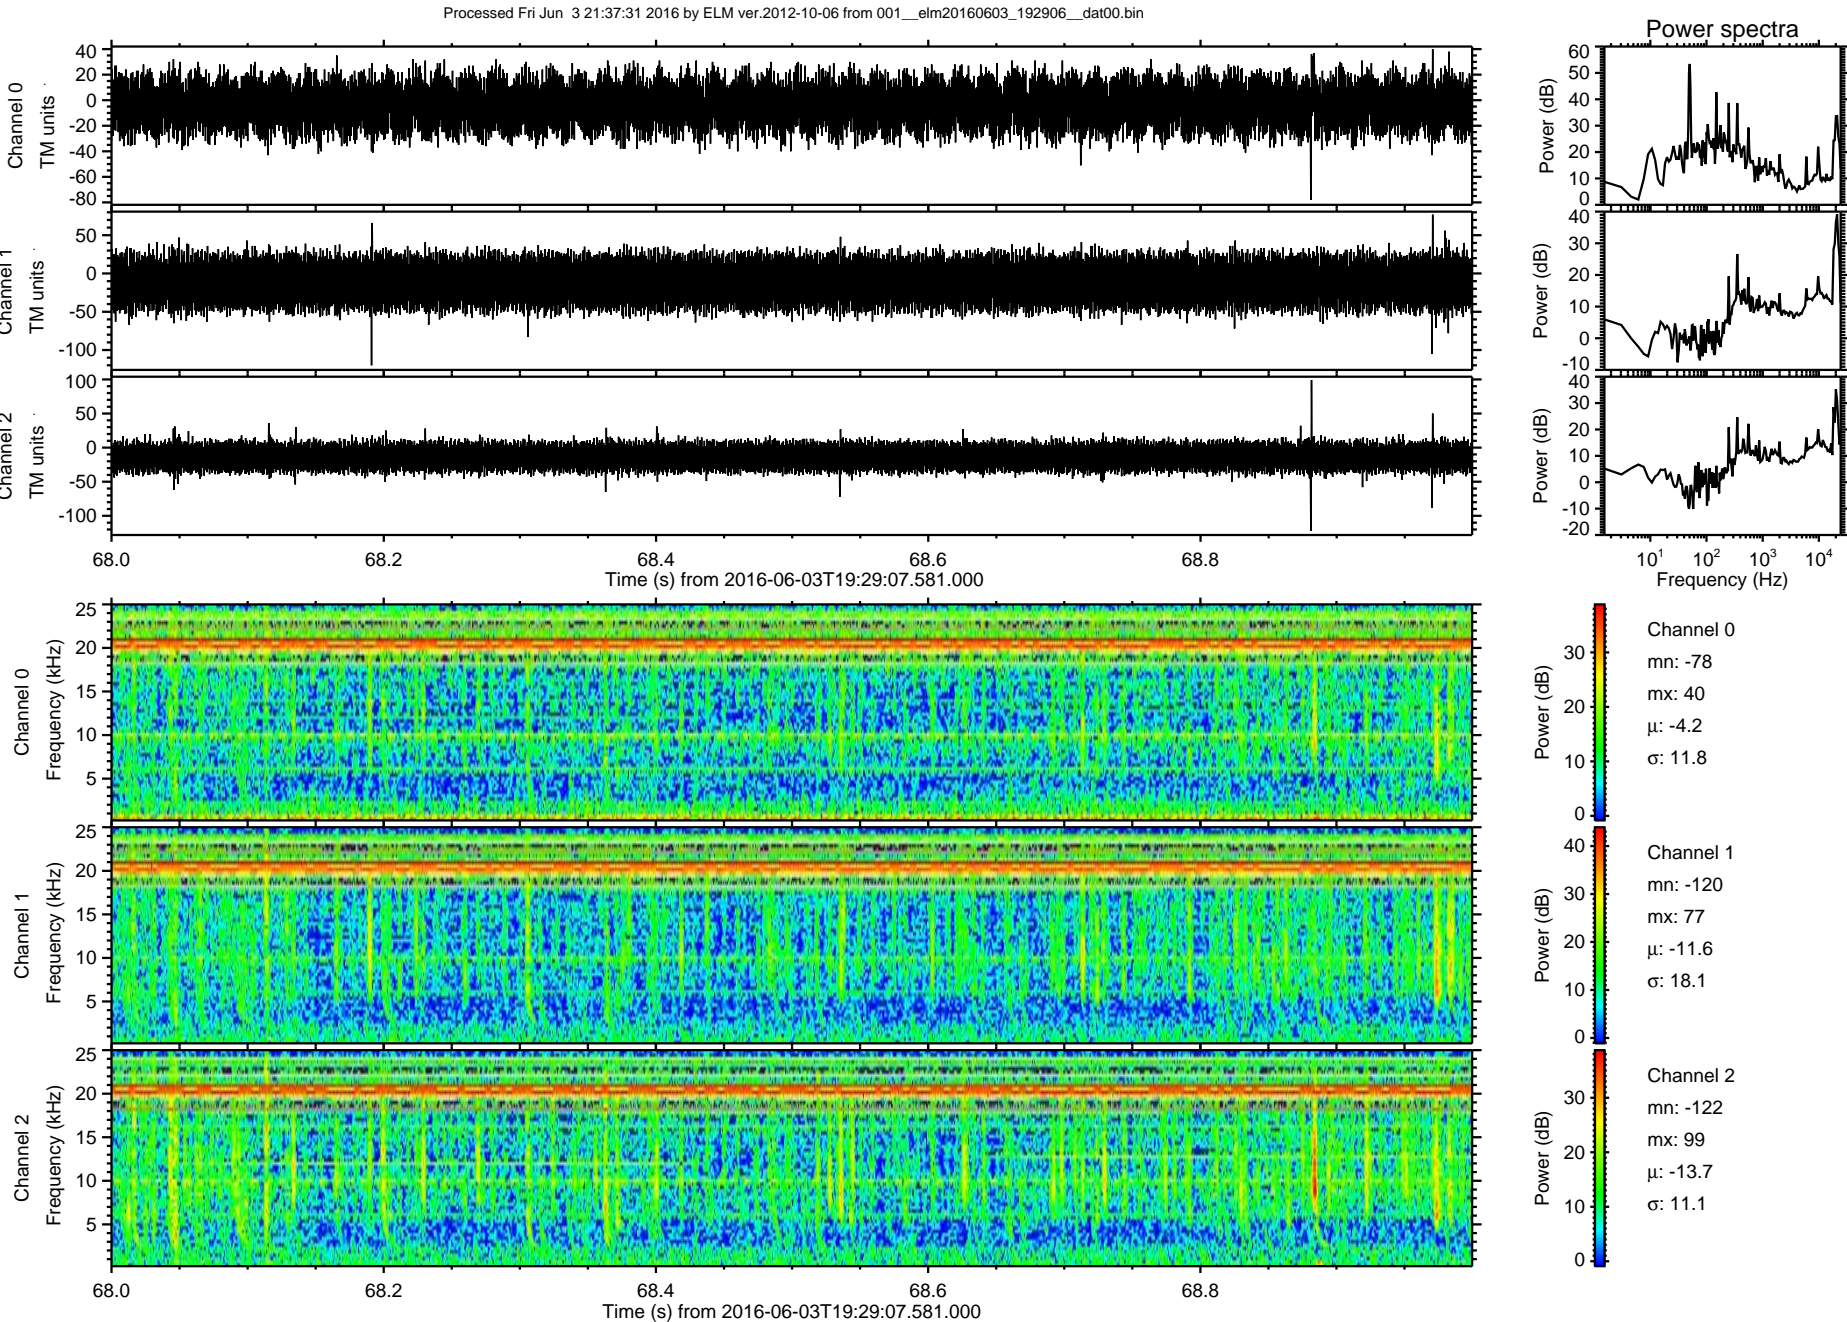 Processed Fri Jun  3 21:37:31 2016 by ELM ver.2012-10-06 from 001__elm20160603_192906__dat00.bin
Power spectra
Channel 0
TM units
40
20
0
-20
-40
-60
-80
Power (dB)
60
50
40
30
20
10
0
Channel 1
TM units
50
0
-50
-100
Power (dB)
40
30
20
10
0
-10
Channel 2
TM units
100
50
0
-50
-100
Power (dB)
40
30
20
10
0
-10
-20
68.0 68.2 68.4 68.6 68.8
Time (s) from 2016-06-03T19:29:07.581.000
10^1 10^2 10^3 10^4
Frequency (Hz)
Channel 0
Frequency (kHz)
25
20
15
10
5
Power (dB)
30
20
10
0
Channel 0
mn: -78
mx: 40
μ: -4.2
σ: 11.8
Channel 1
Frequency (kHz)
25
20
15
10
5
Power (dB)
40
30
20
10
0
Channel 1
mn: -120
mx: 77
μ: -11.6
σ: 18.1
Channel 2
Frequency (kHz)
25
20
15
10
5
Power (dB)
30
20
10
0
Channel 2
mn: -122
mx: 99
μ: -13.7
σ: 11.1
68.0 68.2 68.4 68.6 68.8
Time (s) from 2016-06-03T19:29:07.581.000